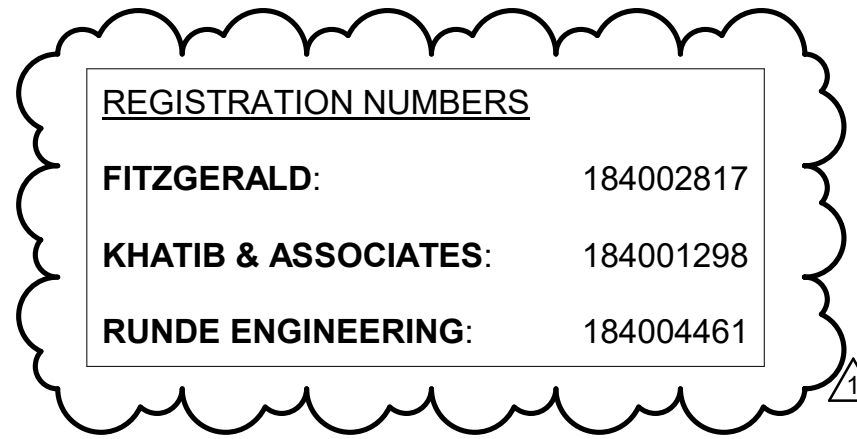 REGISTRATION NUMBERS
FITZGERALD: 184002817
KHATIB & ASSOCIATES: 184001298
RUNDE ENGINEERING: 184004461
1